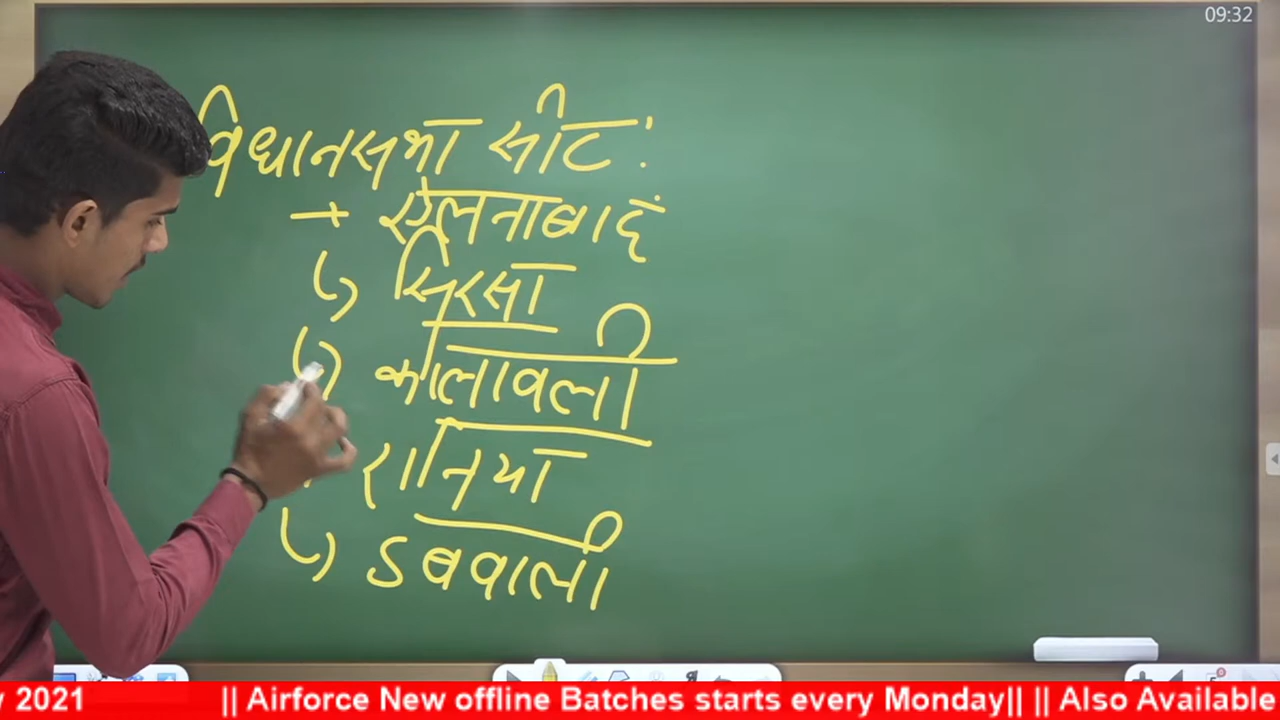 09:32
विधानसभा सीट :
→ ऐलनाबाद
↳ सिरसा
↳ कालावली
रानिया
↳ डबवाली
2021 || Airforce New offline Batches starts every Monday|| || Also Available